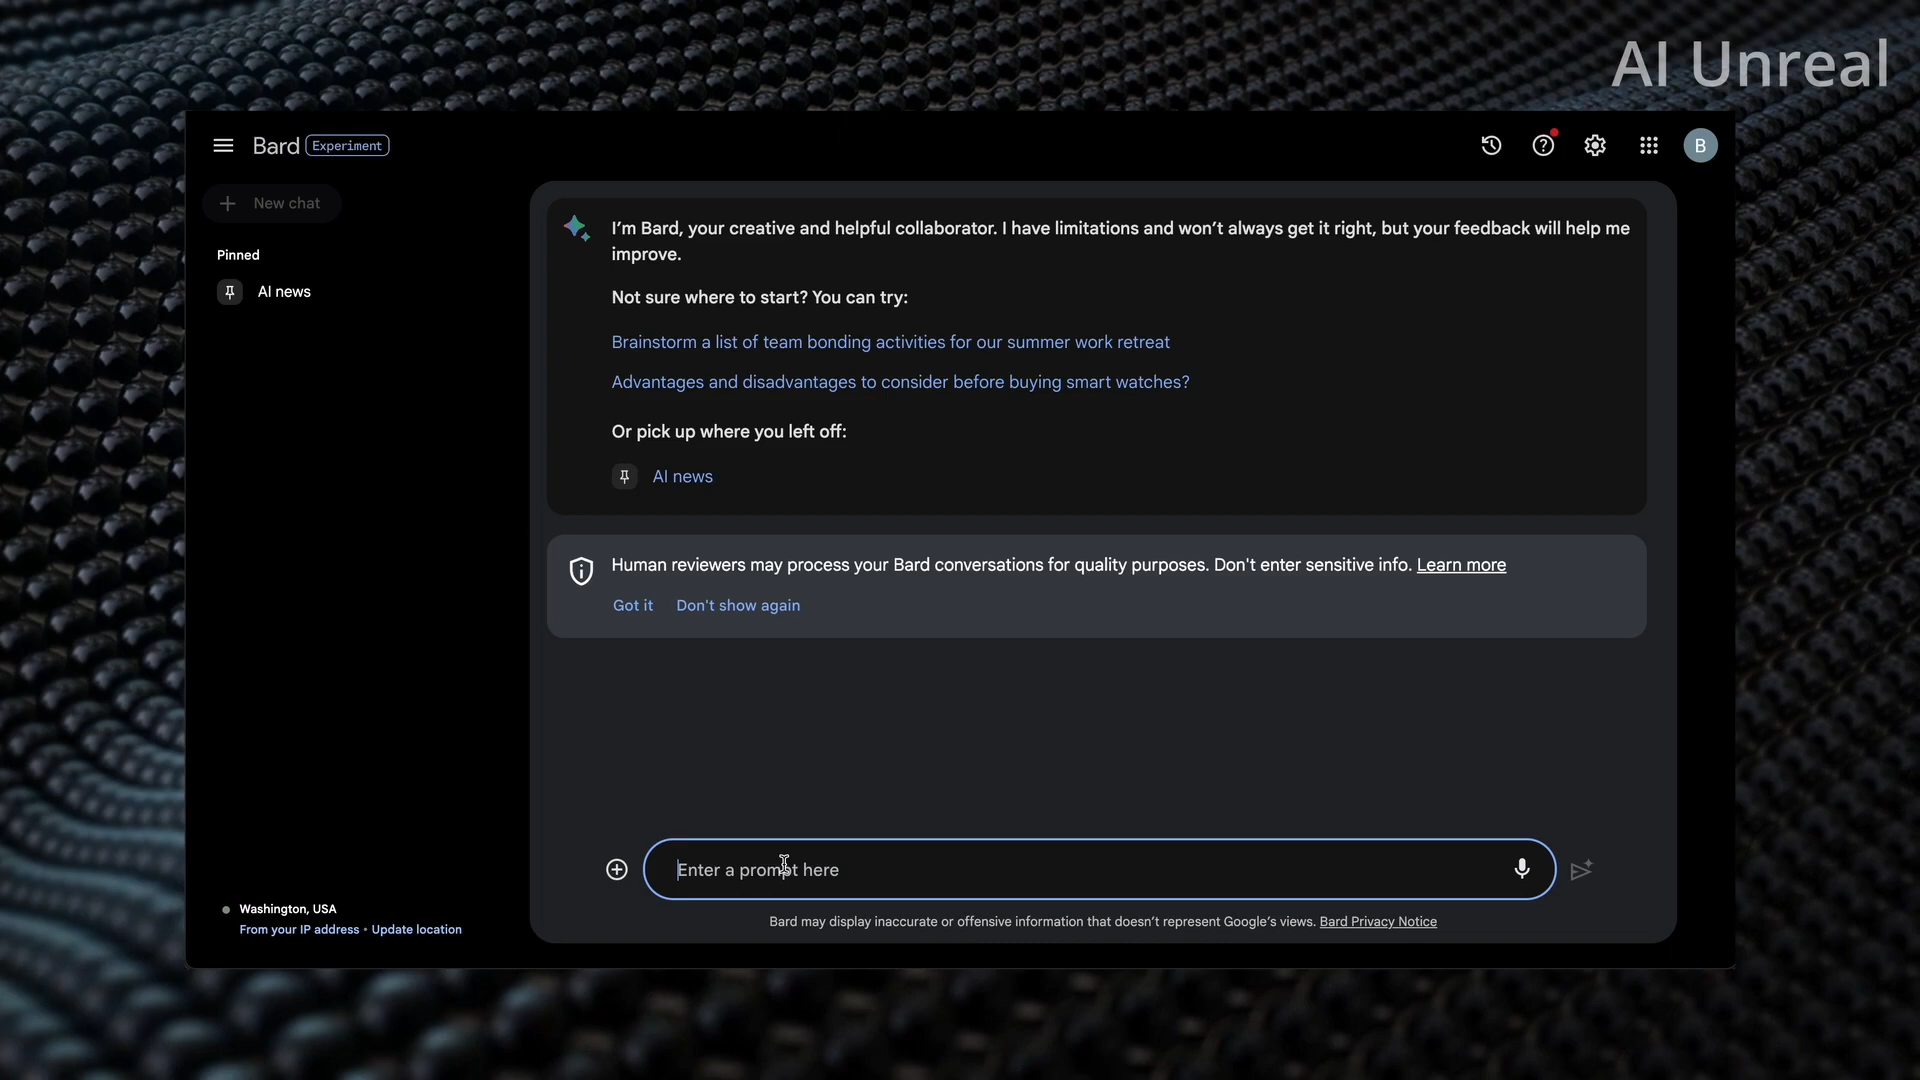 AI Unreal
Bard Experiment
B
New chat
Pinned
AI news
I’m Bard, your creative and helpful collaborator. I have limitations and won’t always get it right, but your feedback will help me
improve.
Not sure where to start? You can try:
Brainstorm a list of team bonding activities for our summer work retreat
Advantages and disadvantages to consider before buying smart watches?
Or pick up where you left off:
AI news
Human reviewers may process your Bard conversations for quality purposes. Don't enter sensitive info. Learn more
Got it Don't show again
Enter a prompt here
Bard may display inaccurate or offensive information that doesn’t represent Google’s views. Bard Privacy Notice
Washington, USA
From your IP address • Update location